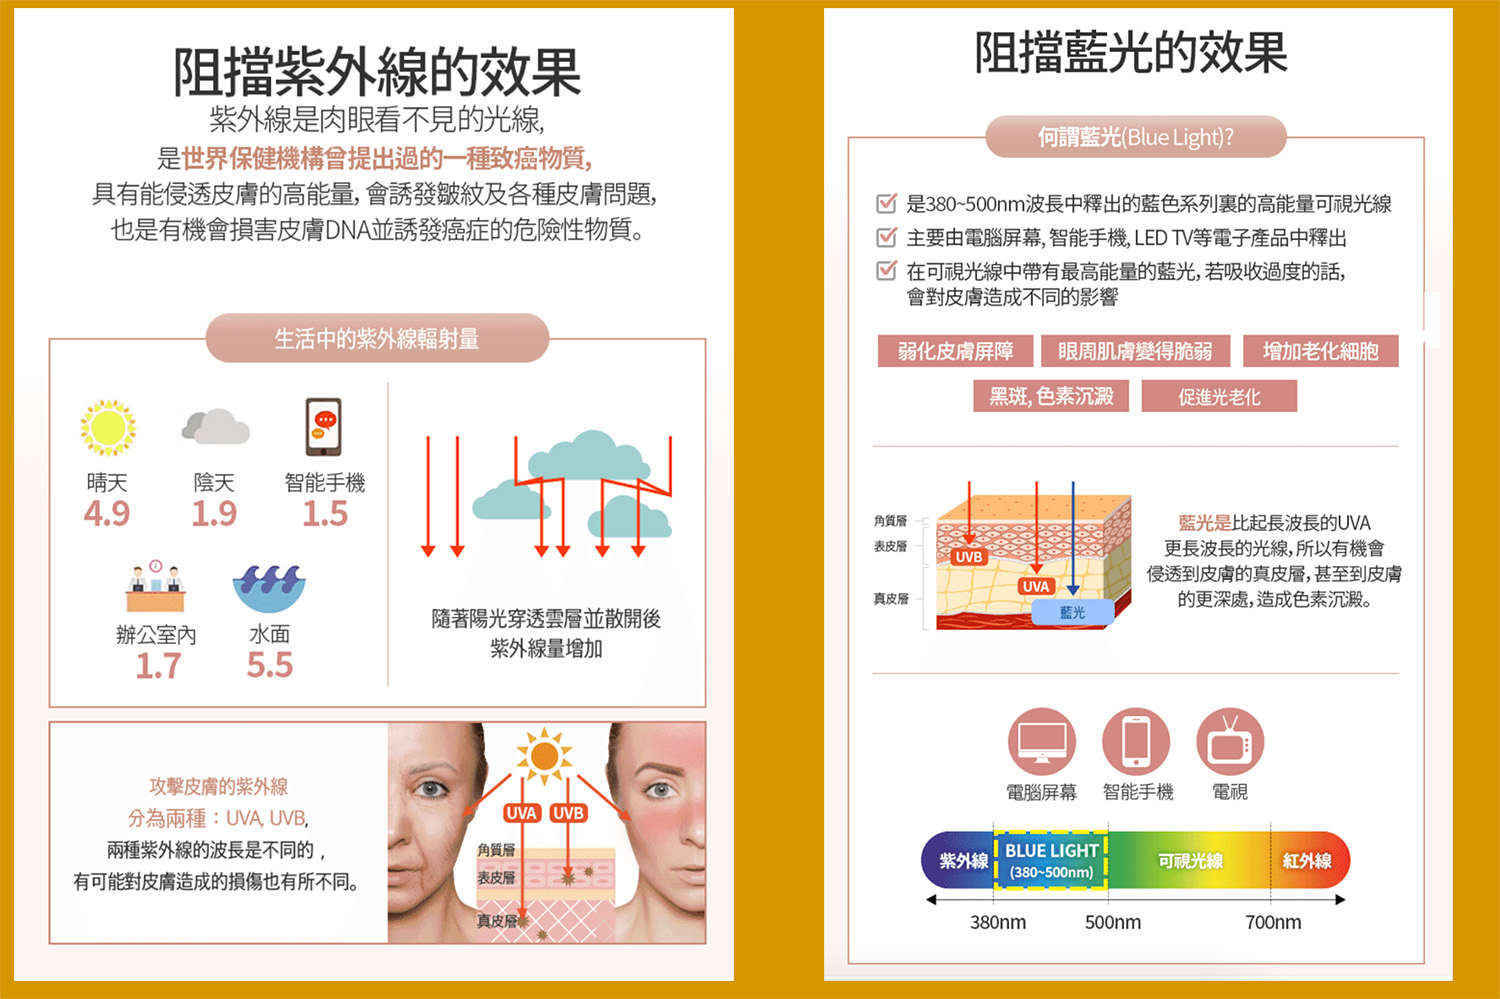 阻擋紫外線的效果
紫外線是肉眼看不見的光線,
是世界保健機構曾提出過的一種致癌物質,
具有能侵透皮膚的高能量, 會誘發皺紋及各種皮膚問題,
也是有機會損害皮膚DNA並誘發癌症的危險性物質。
生活中的紫外線輻射量
晴天
4.9
陰天
1.9
智能手機
1.5
辦公室內
1.7
水面
5.5
隨著陽光穿透雲層並散開後
紫外線量增加
攻擊皮膚的紫外線
分為兩種：UVA, UVB,
兩種紫外線的波長是不同的，
有可能對皮膚造成的損傷也有所不同。
UVA
UVB
角質層
表皮層
真皮層
阻擋藍光的效果
何謂藍光(Blue Light)?
是380~500nm波長中釋出的藍色系列裏的高能量可視光線
主要由電腦屏幕, 智能手機, LED TV等電子產品中釋出
在可視光線中帶有最高能量的藍光, 若吸收過度的話,
會對皮膚造成不同的影響
弱化皮膚屏障
眼周肌膚變得脆弱
增加老化細胞
黑斑, 色素沉澱
促進光老化
角質層
表皮層
真皮層
UVB
UVA
藍光
藍光是比起長波長的UVA
更長波長的光線, 所以有機會
侵透到皮膚的真皮層, 甚至到皮膚
的更深處, 造成色素沉澱。
電腦屏幕
智能手機
電視
紫外線
BLUE LIGHT
(380~500nm)
可視光線
紅外線
380nm
500nm
700nm